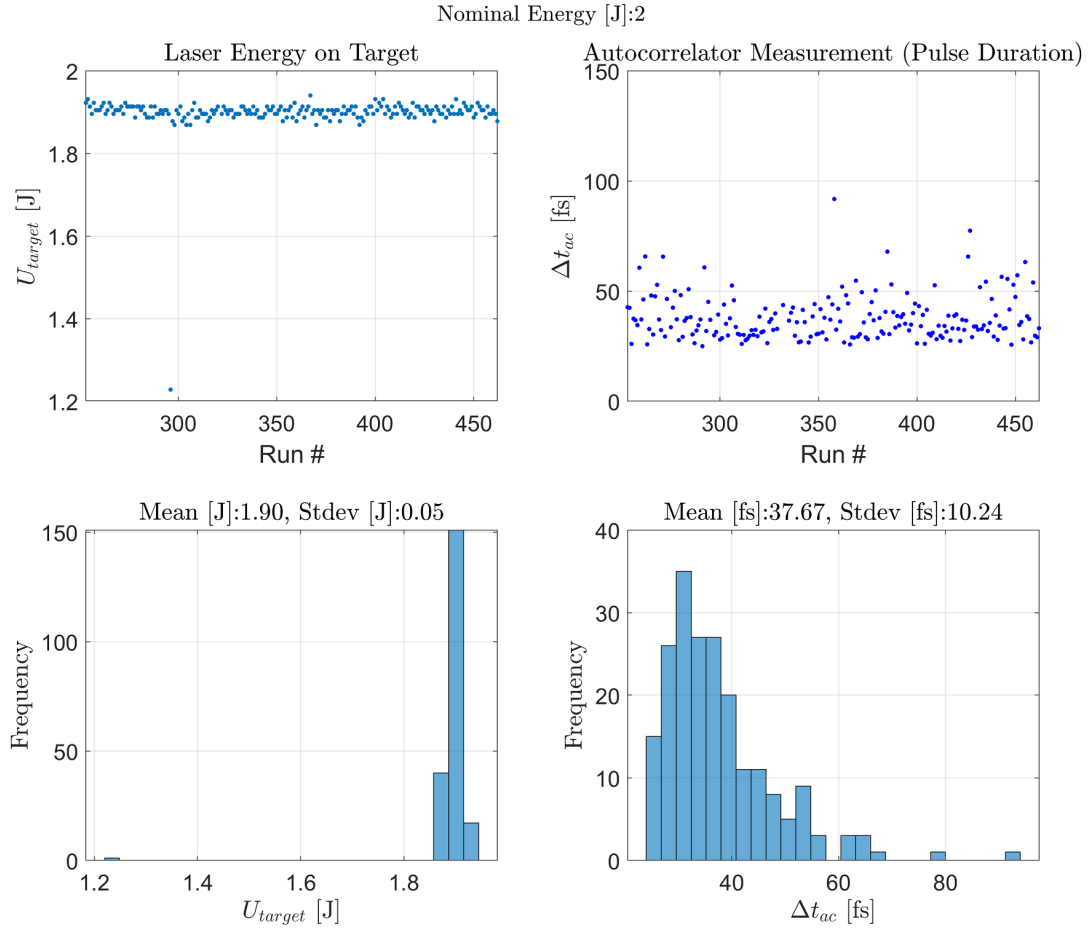 Nominal Energy [J]:2
Laser Energy on Target
2
1.8
1.6
1.4
1.2
U_target [J]
300
350
400
450
Run #
Autocorrelator Measurement (Pulse Duration)
150
100
50
0
Δt_ac [fs]
300
350
400
450
Run #
Mean [J]:1.90, Stdev [J]:0.05
150
100
50
0
Frequency
1.2
1.4
1.6
1.8
U_target [J]
Mean [fs]:37.67, Stdev [fs]:10.24
40
30
20
10
0
Frequency
40
60
80
Δt_ac [fs]